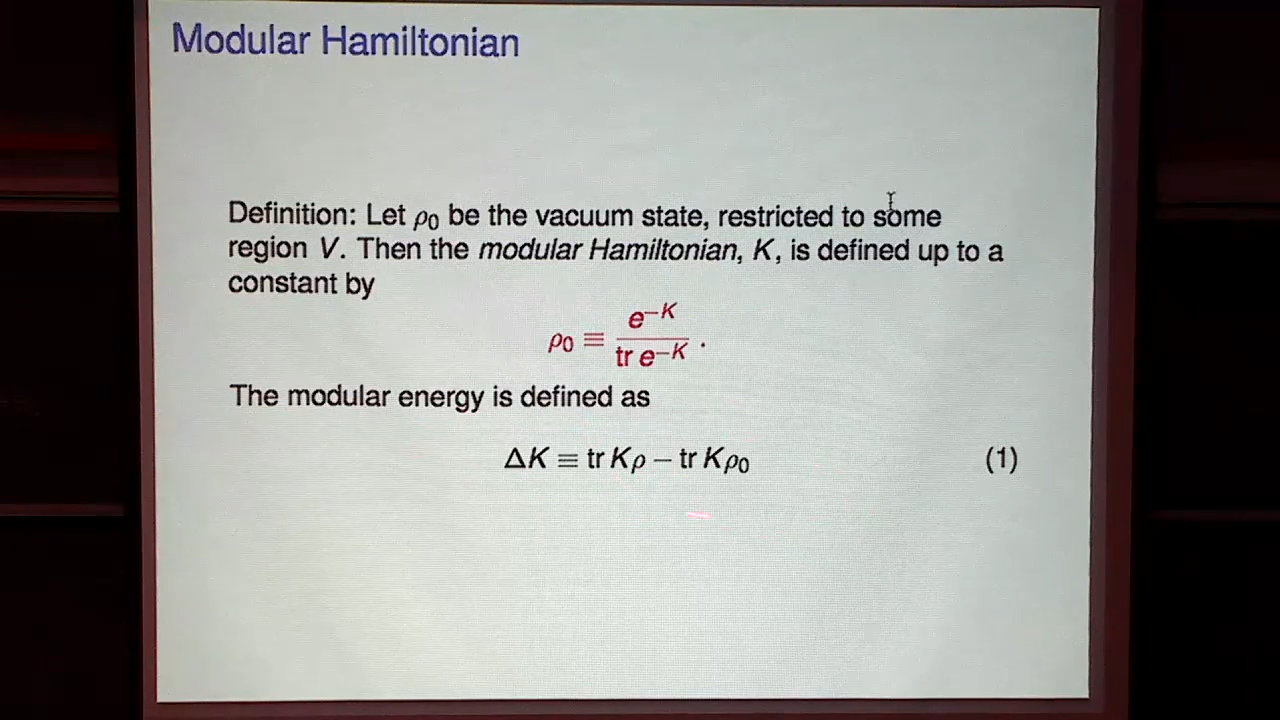 Modular Hamiltonian
Definition: Let ρ₀ be the vacuum state, restricted to some
region V. Then the modular Hamiltonian, K, is defined up to a
constant by
ρ₀ ≡ e^{−K} / tr e^{−K} .
The modular energy is defined as
ΔK ≡ tr Kρ − tr Kρ₀ (1)